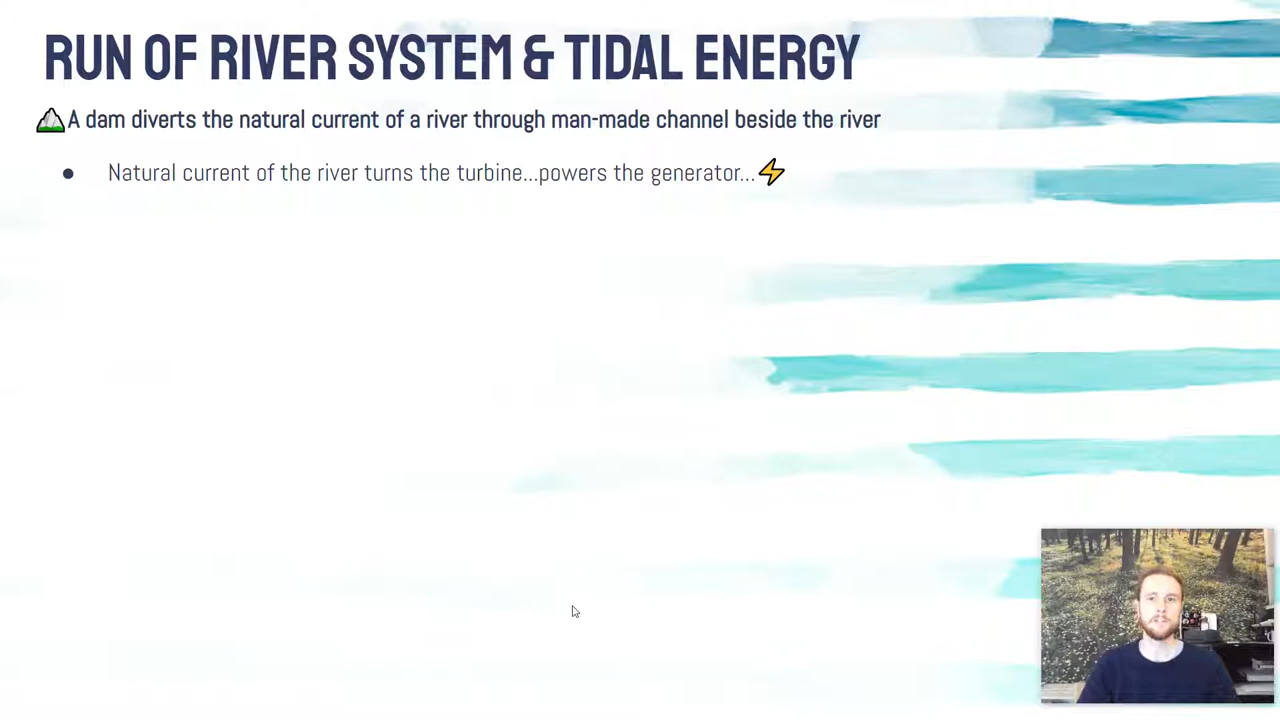 RUN OF RIVER SYSTEM & TIDAL ENERGY
A dam diverts the natural current of a river through man-made channel beside the river
● Natural current of the river turns the turbine...powers the generator...⚡